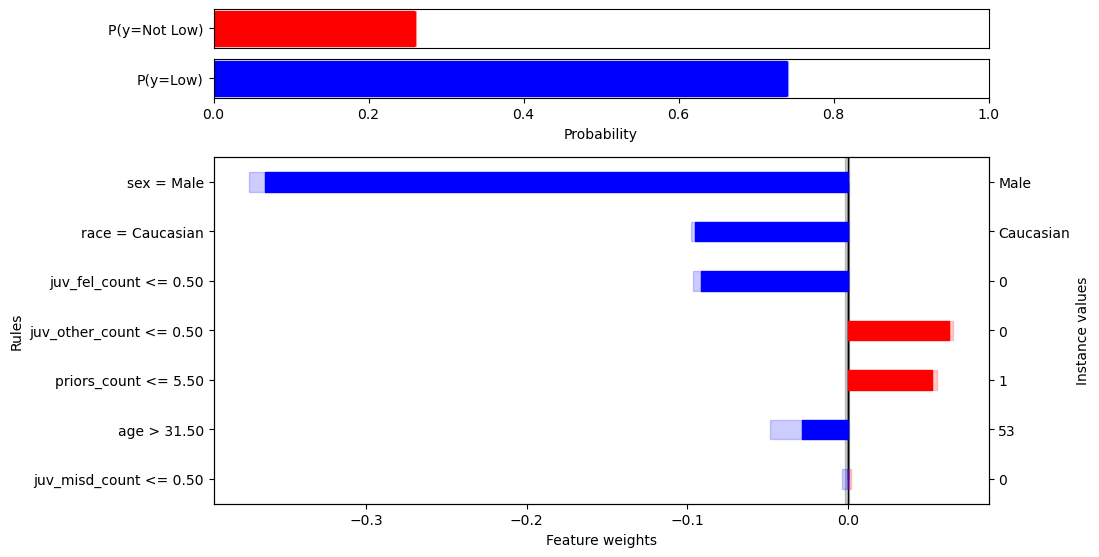 P(y=Not Low)
P(y=Low)
0.0 0.2 0.4 0.6 0.8 1.0
Probability
Rules
sex = Male Male
race = Caucasian Caucasian
juv_fel_count <= 0.50 0
juv_other_count <= 0.50 0
priors_count <= 5.50 1
age > 31.50 53
juv_misd_count <= 0.50 0
Instance values
−0.3 −0.2 −0.1 0.0
Feature weights